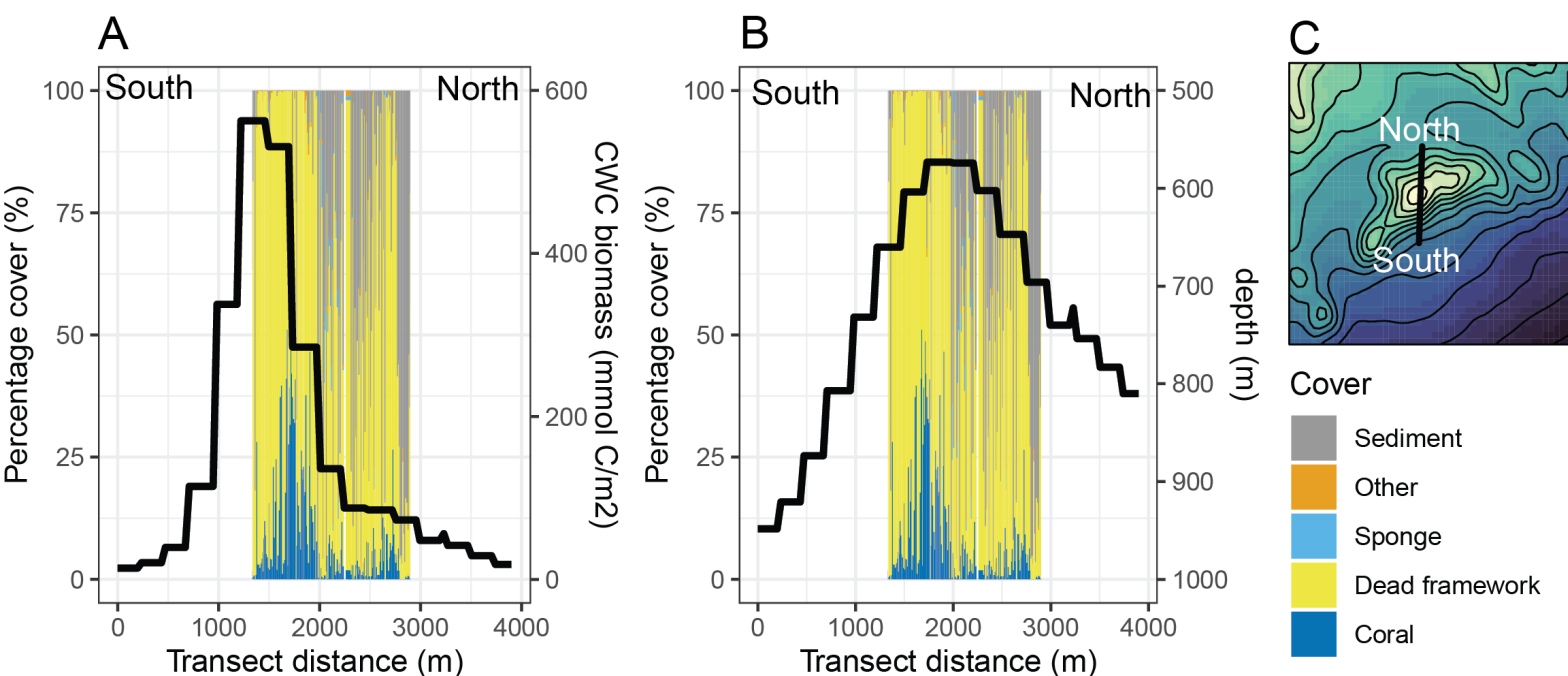 A
South
North
Percentage cover (%)
100
75
50
25
0
600
400
200
0
CWC biomass (mmol C/m2)
0
1000
2000
3000
4000
Transect distance (m)
B
South
North
Percentage cover (%)
100
75
50
25
0
500
600
700
800
900
1000
depth (m)
0
1000
2000
3000
4000
Transect distance (m)
C
North
South
Cover
Sediment
Other
Sponge
Dead framework
Coral